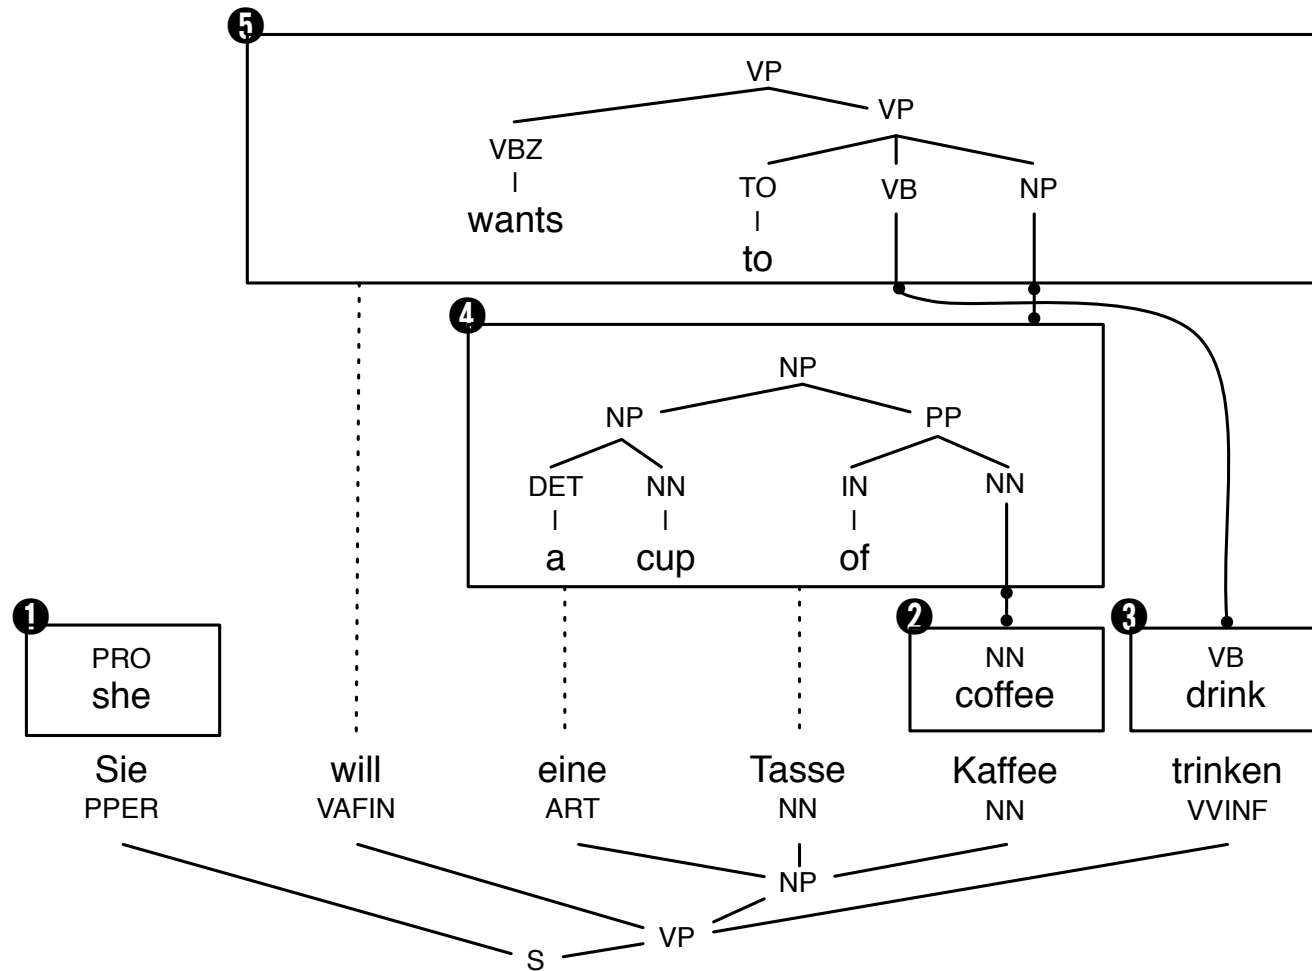 5
VP
VP
VBZ
TO VB NP
wants
to
4
NP
NP PP
DET NN IN NN
a cup of
1 2 3
PRO NN VB
she coffee drink
Sie will eine Tasse Kaffee trinken
PPER VAFIN ART NN NN VVINF
NP
VP
S